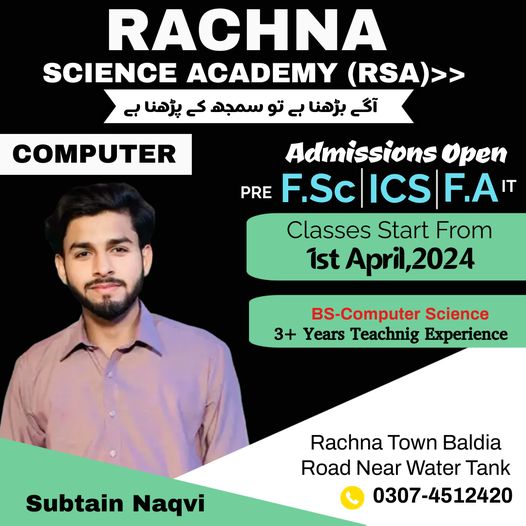 RACHNA
SCIENCE ACADEMY (RSA)>>
آگے بڑھنا ہے تو سمجھ کے پڑھنا ہے
COMPUTER
Admissions Open
PRE F.Sc|ICS|F.A IT
Classes Start From
1st April,2024
BS-Computer Science
3+ Years Teachnig Experience
Rachna Town Baldia
Road Near Water Tank
0307-4512420
Subtain Naqvi